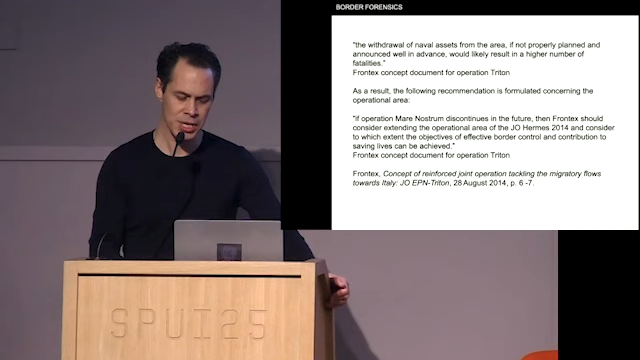 BORDER FORENSICS
"the withdrawal of naval assets from the area, if not properly planned and
announced well in advance, would likely result in a higher number of
fatalities."
Frontex concept document for operation Triton
As a result, the following recommendation is formulated concerning the
operational area:
"if operation Mare Nostrum discontinues in the future, then Frontex should
consider extending the operational area of the JO Hermes 2014 and consider
to which extent the objectives of effective border control and contribution to
saving lives can be achieved."
Frontex concept document for operation Triton
Frontex, Concept of reinforced joint operation tackling the migratory flows
towards Italy: JO EPN-Triton, 28 August 2014, p. 6 -7.
SPUI25